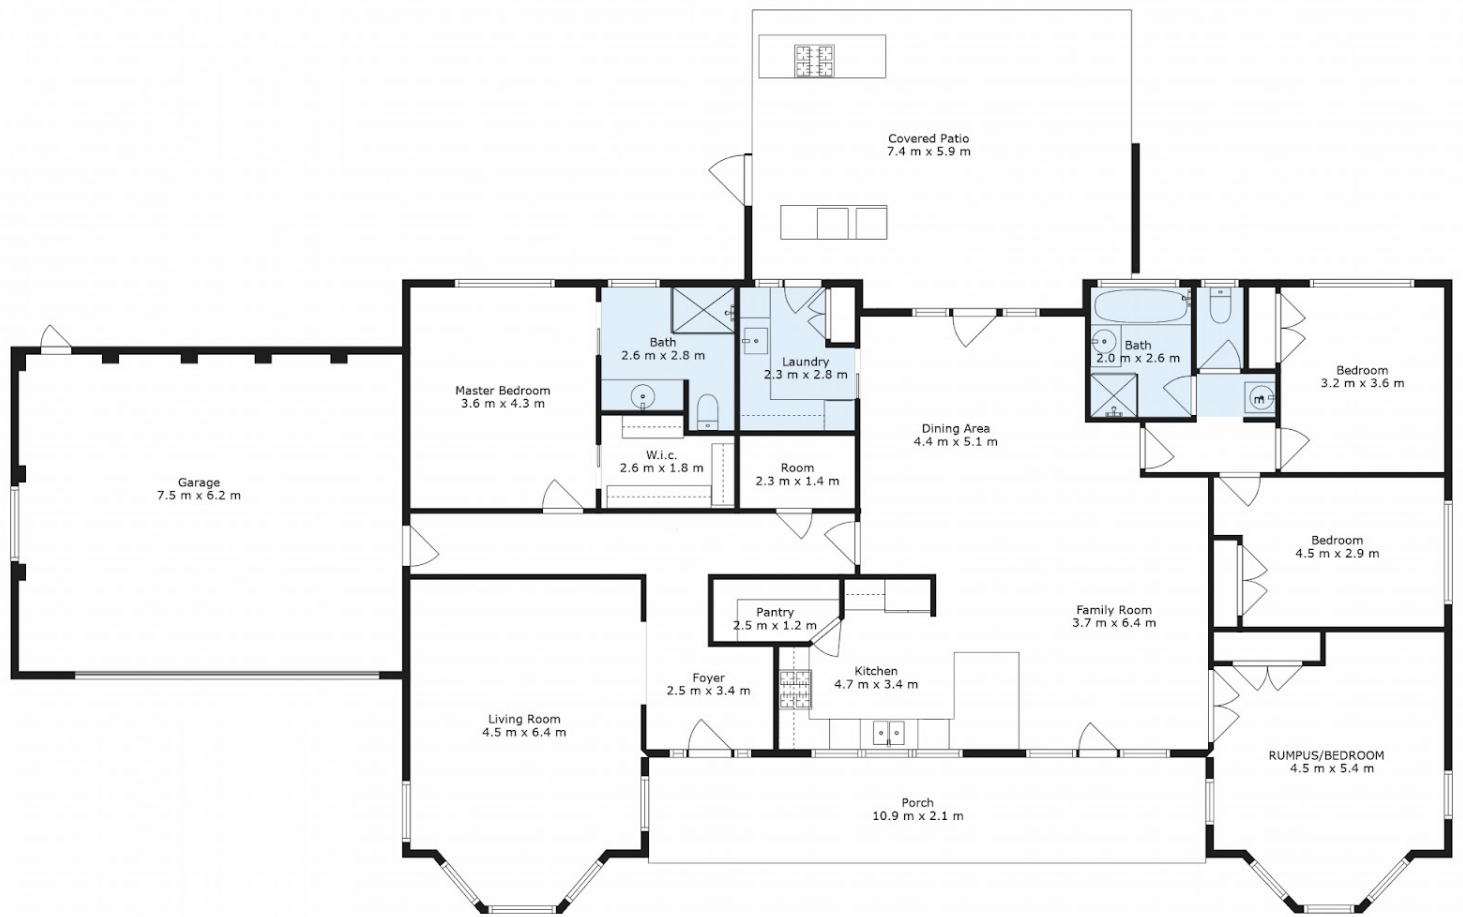 Covered Patio
7.4 m x 5.9 m
Bath
2.6 m x 2.8 m
Laundry
2.3 m x 2.8 m
Bath
2.0 m x 2.6 m
Bedroom
3.2 m x 3.6 m
Master Bedroom
3.6 m x 4.3 m
m
Dining Area
4.4 m x 5.1 m
W.i.c.
2.6 m x 1.8 m
Room
2.3 m x 1.4 m
Garage
7.5 m x 6.2 m
Bedroom
4.5 m x 2.9 m
Pantry
2.5 m x 1.2 m
Family Room
3.7 m x 6.4 m
Foyer
2.5 m x 3.4 m
Kitchen
4.7 m x 3.4 m
Living Room
4.5 m x 6.4 m
RUMPUS/BEDROOM
4.5 m x 5.4 m
Porch
10.9 m x 2.1 m